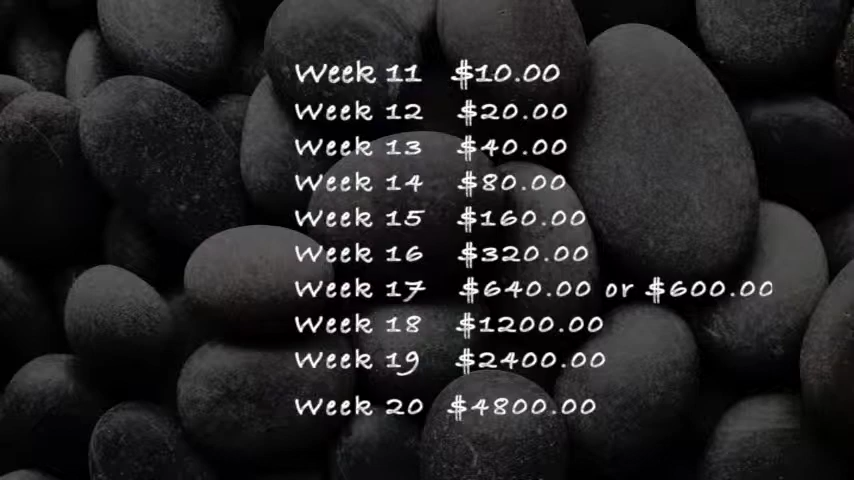 Week 11 $10.00
Week 12 $20.00
Week 13 $40.00
Week 14 $80.00
Week 15 $160.00
Week 16 $320.00
Week 17 $640.00 or $600.00
Week 18 $1200.00
Week 19 $2400.00
Week 20 $4800.00